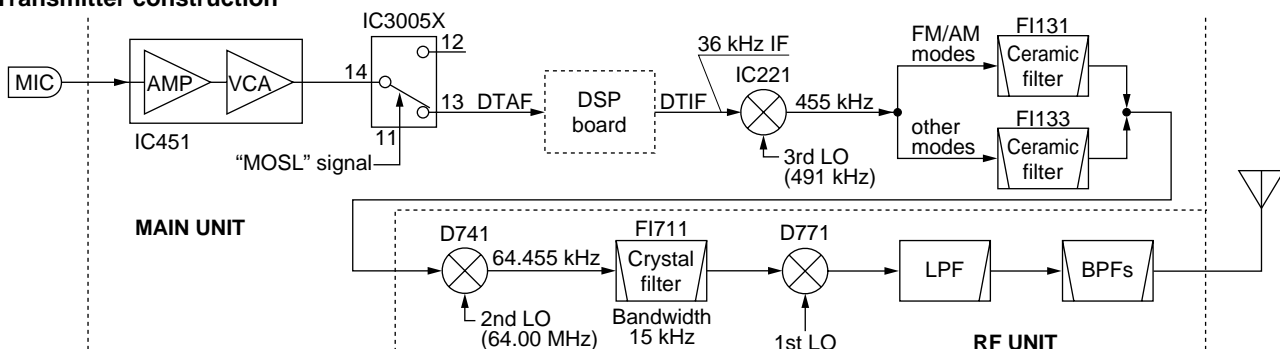 Transmitter construction
MIC
AMP
VCA
IC451
IC3005X
12
14
13
11
"MOSL" signal
DTAF
DSP
board
DTIF
36 kHz IF
IC221
455 kHz
3rd LO
(491 kHz)
FM/AM
modes
FI131
Ceramic
filter
other
modes
FI133
Ceramic
filter
MAIN UNIT
D741
64.455 kHz
2nd LO
(64.00 MHz)
FI711
Crystal
filter
Bandwidth
15 kHz
D771
1st LO
LPF
BPFs
RF UNIT